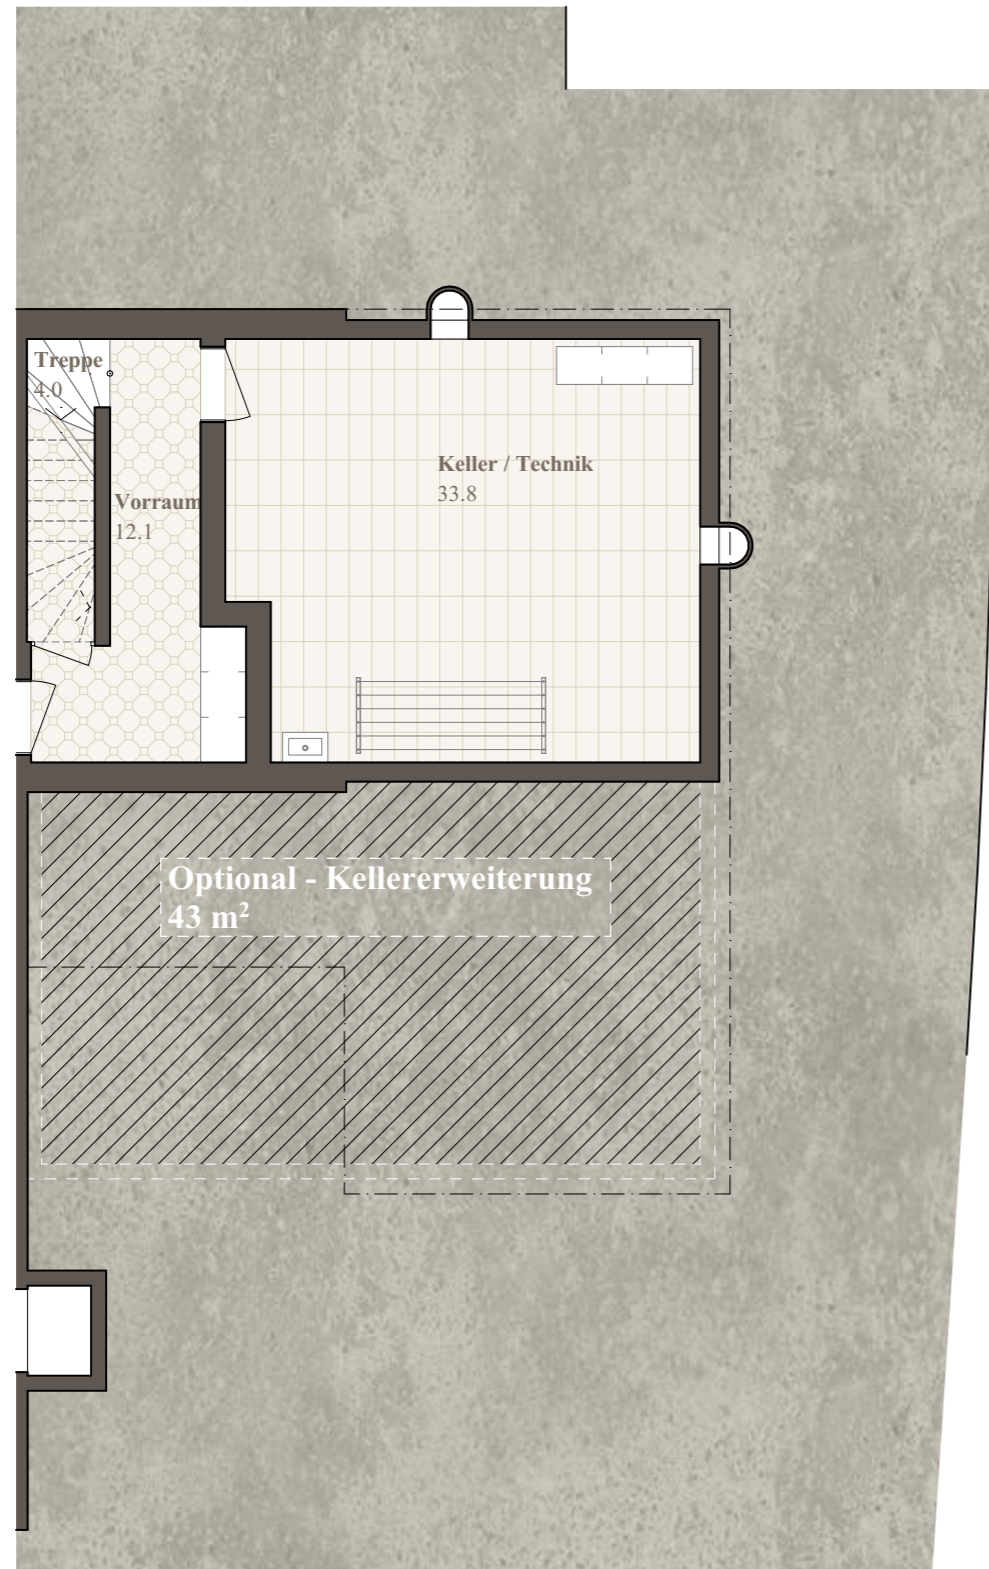 Treppe
4.0
Keller / Technik
33.8
Vorraum
12.1
Optional - Kellererweiterung
43 m²